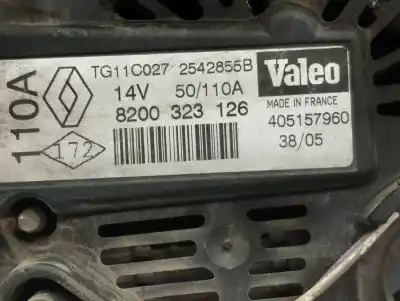 110A
172
TG11C027 2542855B
14V 50/110A
8200 323 126
Valeo
MADE IN FRANCE
405157960
38/05